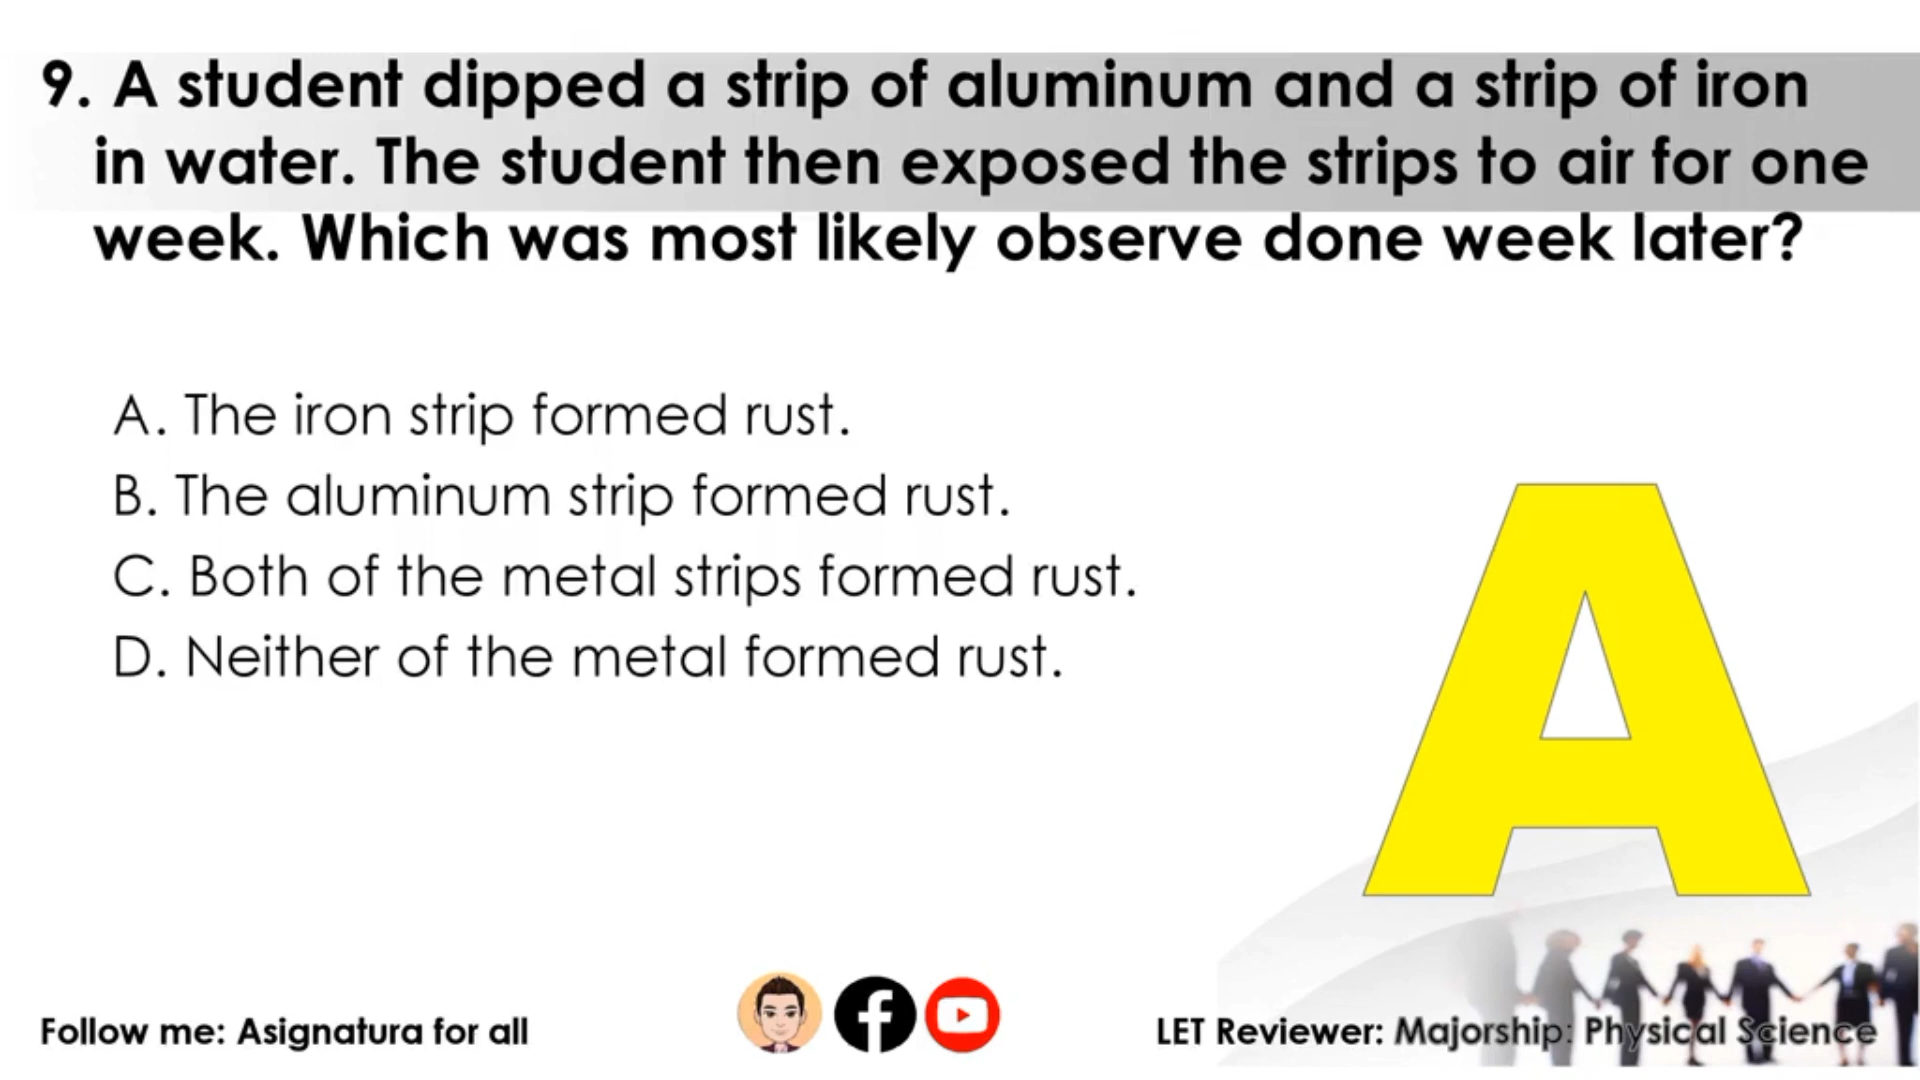 9. A student dipped a strip of aluminum and a strip of iron
in water. The student then exposed the strips to air for one
week. Which was most likely observe done week later?
A. The iron strip formed rust.
B. The aluminum strip formed rust.
C. Both of the metal strips formed rust.
D. Neither of the metal formed rust.
A
Follow me: Asignatura for all
LET Reviewer: Majorship: Physical Science